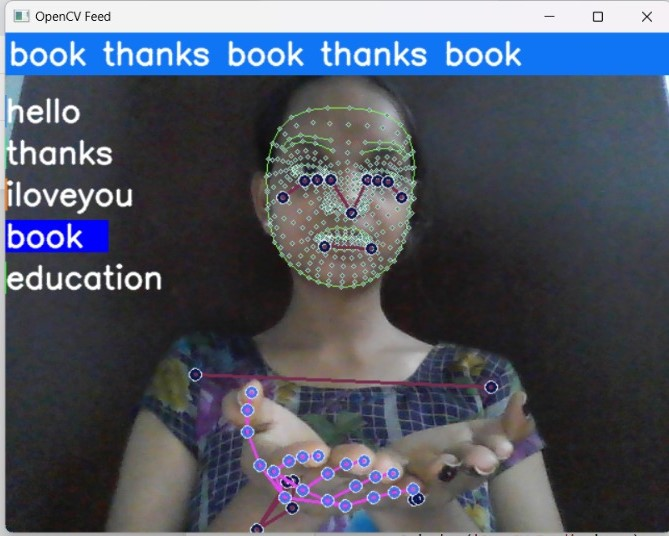 OpenCV Feed
book thanks book thanks book
hello
thanks
iloveyou
book
education